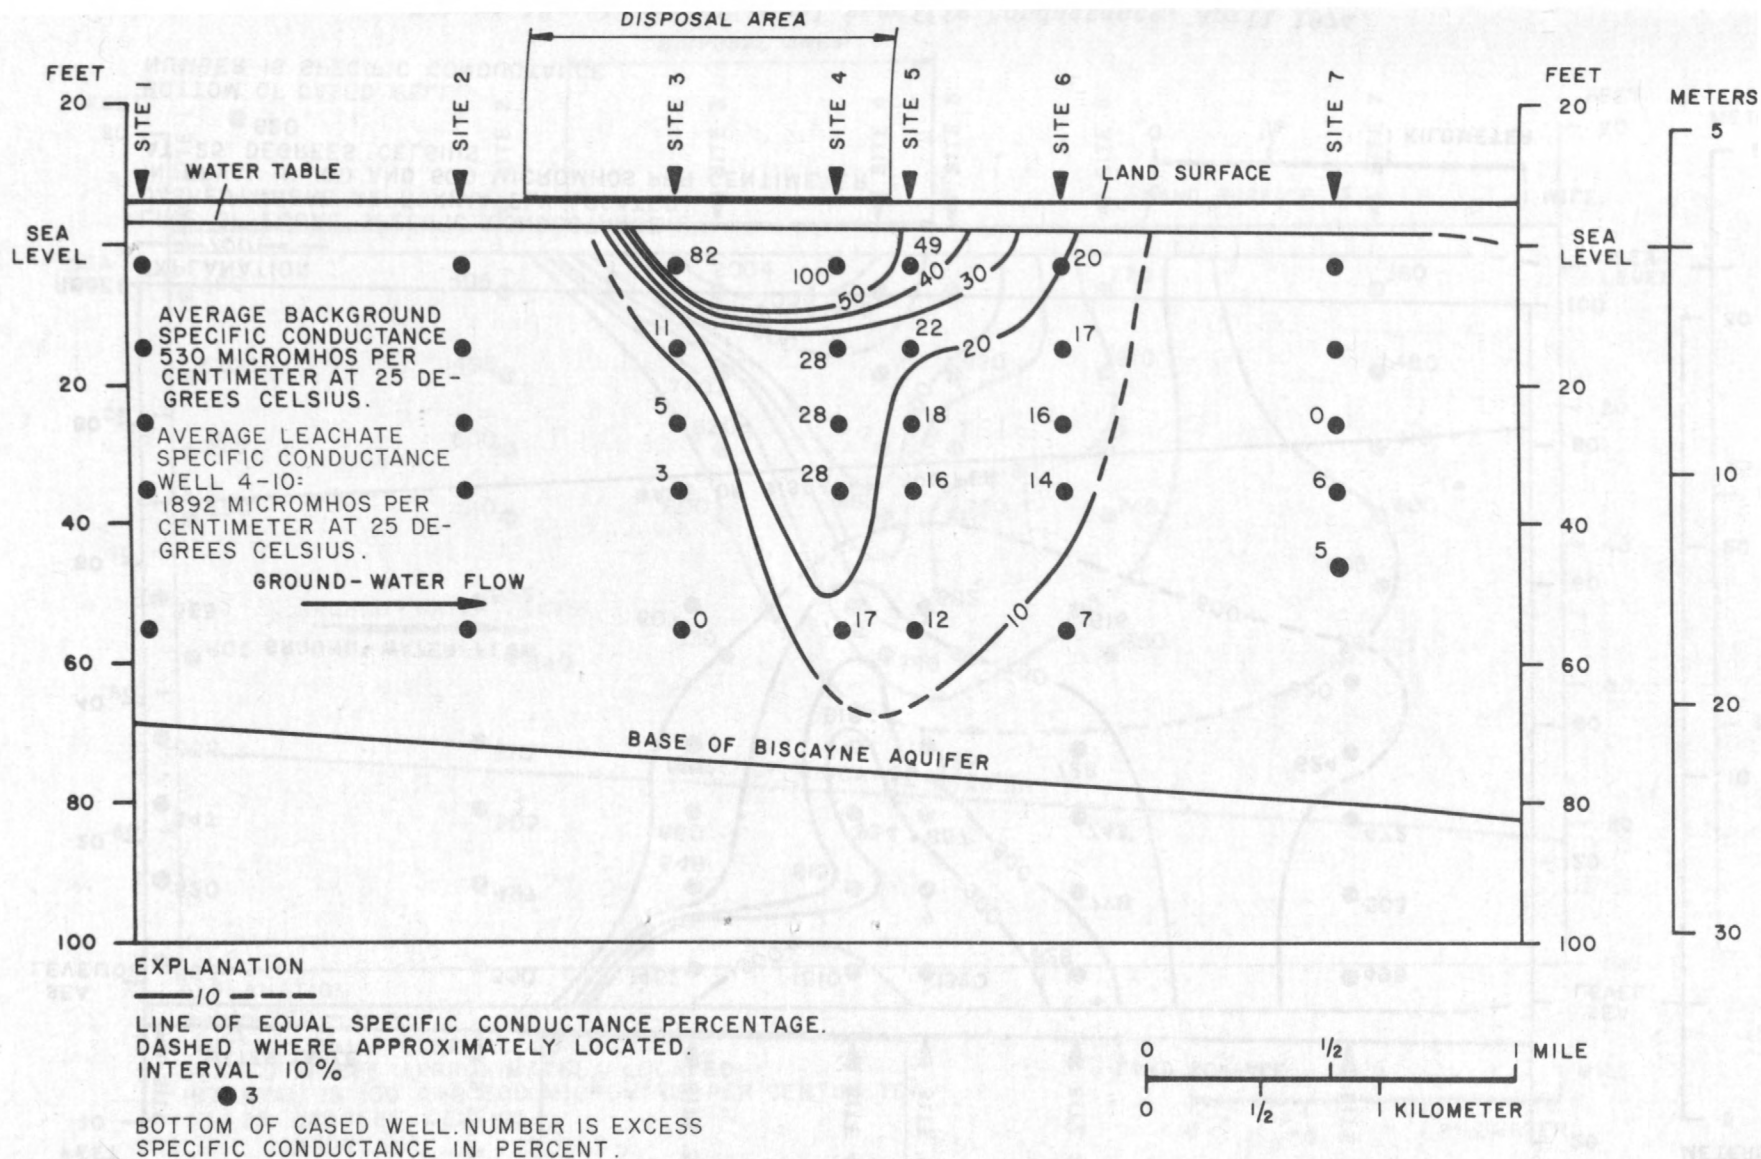 DISPOSAL AREA
FEET
20
SITE 1
SITE 2
SITE 3
SITE 4
SITE 5
SITE 6
SITE 7
FEET
20
METERS
5
WATER TABLE
LAND SURFACE
SEA
LEVEL
SEA
LEVEL
82
100
49
50
40
30
20
AVERAGE BACKGROUND
SPECIFIC CONDUCTANCE
530 MICROMHOS PER
CENTIMETER AT 25 DE-
GREES CELSIUS.
11
28
22
20
17
20
20
5
28
18
16
0
AVERAGE LEACHATE
SPECIFIC CONDUCTANCE
WELL 4-10:
1892 MICROMHOS PER
CENTIMETER AT 25 DE-
GREES CELSIUS.
3
28
16
14
6
10
40
40
5
GROUND-WATER FLOW
0
17
12
10
7
60
60
20
BASE OF BISCAYNE AQUIFER
80
80
100
100
30
EXPLANATION
10
LINE OF EQUAL SPECIFIC CONDUCTANCE PERCENTAGE.
DASHED WHERE APPROXIMATELY LOCATED.
INTERVAL 10%
3
BOTTOM OF CASED WELL. NUMBER IS EXCESS
SPECIFIC CONDUCTANCE IN PERCENT.
0 1/2 1 MILE
0 1/2 1 KILOMETER